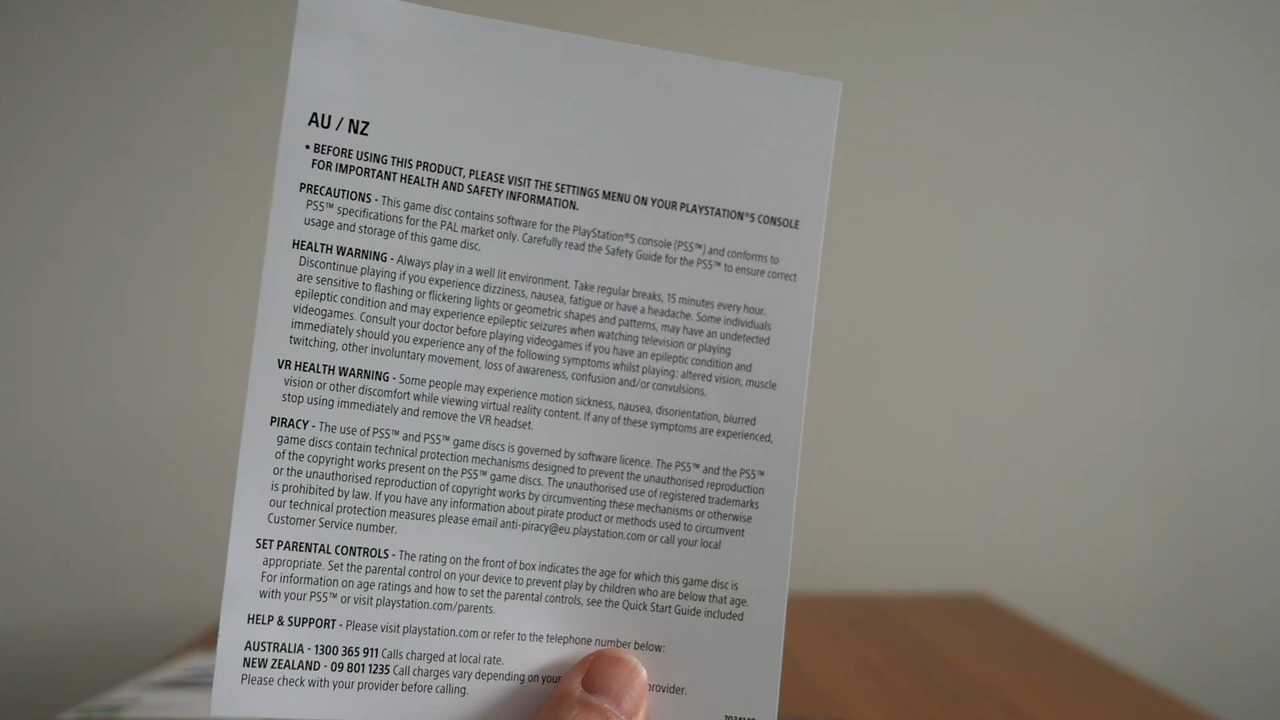 AU / NZ
• BEFORE USING THIS PRODUCT, PLEASE VISIT THE SETTINGS MENU ON YOUR PLAYSTATION®5 CONSOLE
FOR IMPORTANT HEALTH AND SAFETY INFORMATION.
PRECAUTIONS - This game disc contains software for the PlayStation®5 console (PS5™) and conforms to
PS5™ specifications for the PAL market only. Carefully read the Safety Guide for the PS5™ to ensure correct
usage and storage of this game disc.
HEALTH WARNING - Always play in a well lit environment. Take regular breaks, 15 minutes every hour.
Discontinue playing if you experience dizziness, nausea, fatigue or have a headache. Some individuals
are sensitive to flashing or flickering lights or geometric shapes and patterns, may have an undetected
epileptic condition and may experience epileptic seizures when watching television or playing
videogames. Consult your doctor before playing videogames if you have an epileptic condition and
immediately should you experience any of the following symptoms whilst playing: altered vision, muscle
twitching, other involuntary movement, loss of awareness, confusion and/or convulsions.
VR HEALTH WARNING - Some people may experience motion sickness, nausea, disorientation, blurred
vision or other discomfort while viewing virtual reality content. If any of these symptoms are experienced,
stop using immediately and remove the VR headset.
PIRACY - The use of PS5™ and PS5™ game discs is governed by software licence. The PS5™ and the PS5™
game discs contain technical protection mechanisms designed to prevent the unauthorised reproduction
of the copyright works present on the PS5™ game discs. The unauthorised use of registered trademarks
or the unauthorised reproduction of copyright works by circumventing these mechanisms or otherwise
is prohibited by law. If you have any information about pirate product or methods used to circumvent
our technical protection measures please email anti-piracy@eu.playstation.com or call your local
Customer Service number.
SET PARENTAL CONTROLS - The rating on the front of box indicates the age for which this game disc is
appropriate. Set the parental control on your device to prevent play by children who are below that age.
For information on age ratings and how to set the parental controls, see the Quick Start Guide included
with your PS5™ or visit playstation.com/parents.
HELP & SUPPORT - Please visit playstation.com or refer to the telephone number below:
AUSTRALIA - 1300 365 911 Calls charged at local rate.
NEW ZEALAND - 09 801 1235 Call charges vary depending on your provider.
Please check with your provider before calling.